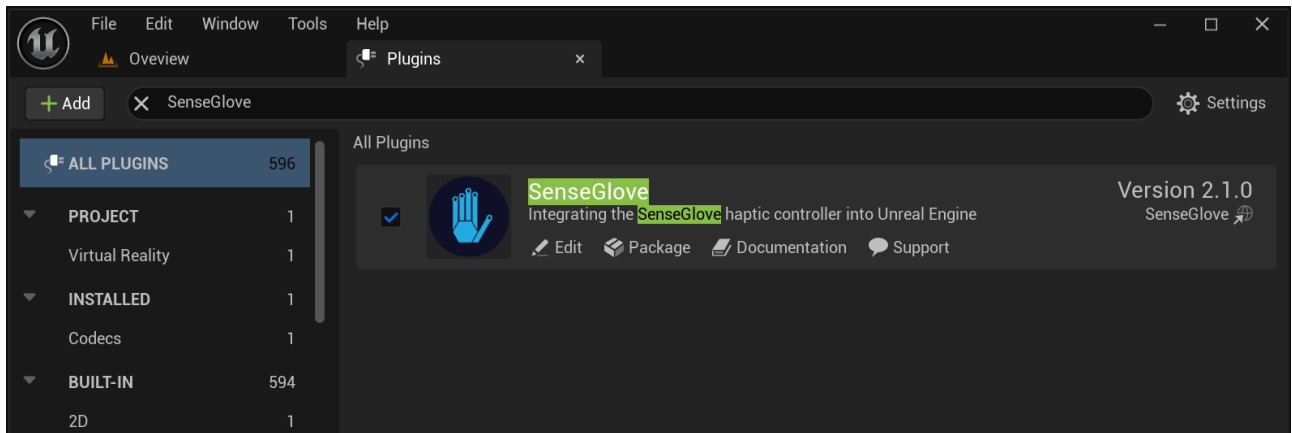 File Edit Window Tools Help
Oveview
Plugins
Add
SenseGlove
Settings
ALL PLUGINS 596
PROJECT 1
Virtual Reality 1
INSTALLED 1
Codecs 1
BUILT-IN 594
2D 1
All Plugins
SenseGlove
Version 2.1.0
Integrating the SenseGlove haptic controller into Unreal Engine
SenseGlove
Edit Package Documentation Support